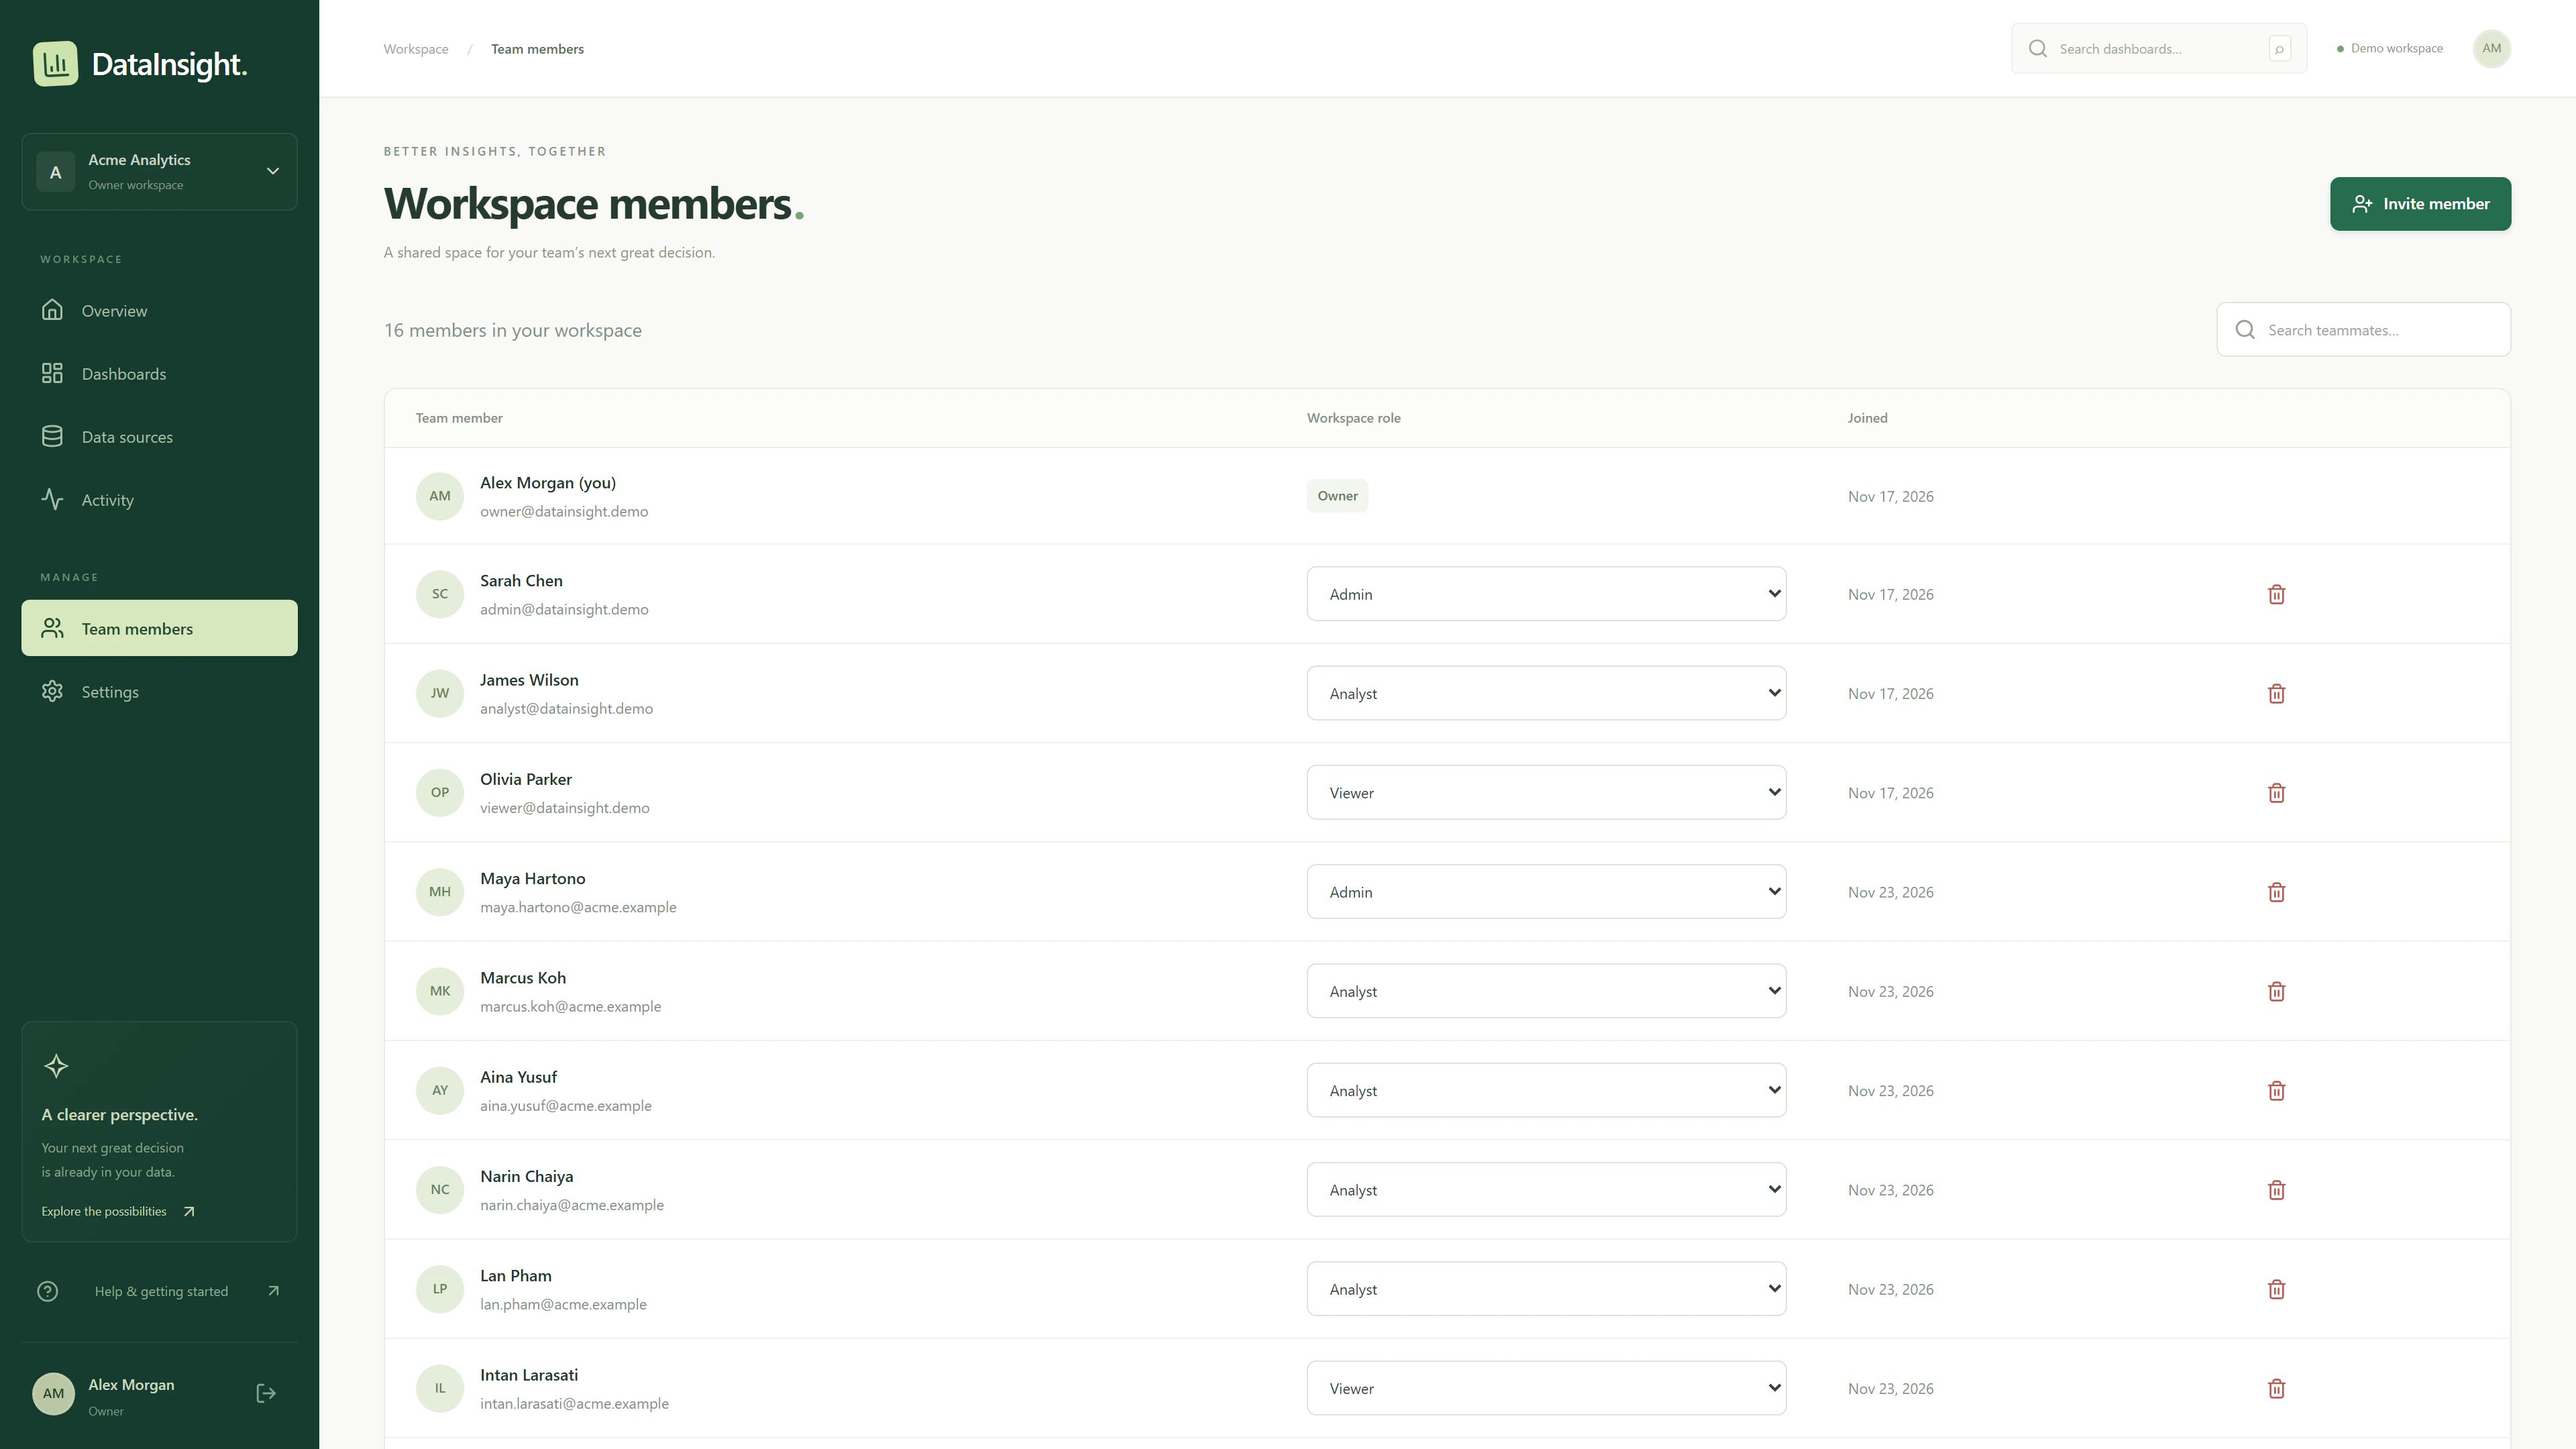 DataInsight.
A
Acme Analytics
Owner workspace
WORKSPACE
Overview
Dashboards
Data sources
Activity
MANAGE
Team members
Settings
A clearer perspective.
Your next great decision
is already in your data.
Explore the possibilities
Help & getting started
AM
Alex Morgan
Owner
Workspace / Team members
Search dashboards...
Demo workspace
AM
BETTER INSIGHTS, TOGETHER
Workspace members.
A shared space for your team's next great decision.
Invite member
16 members in your workspace
Search teammates...
Team member Workspace role Joined
AM Alex Morgan (you) Owner Nov 17, 2026
owner@datainsight.demo
SC Sarah Chen Admin Nov 17, 2026
admin@datainsight.demo
JW James Wilson Analyst Nov 17, 2026
analyst@datainsight.demo
OP Olivia Parker Viewer Nov 17, 2026
viewer@datainsight.demo
MH Maya Hartono Admin Nov 23, 2026
maya.hartono@acme.example
MK Marcus Koh Analyst Nov 23, 2026
marcus.koh@acme.example
AY Aina Yusuf Analyst Nov 23, 2026
aina.yusuf@acme.example
NC Narin Chaiya Analyst Nov 23, 2026
narin.chaiya@acme.example
LP Lan Pham Analyst Nov 23, 2026
lan.pham@acme.example
IL Intan Larasati Viewer Nov 23, 2026
intan.larasati@acme.example